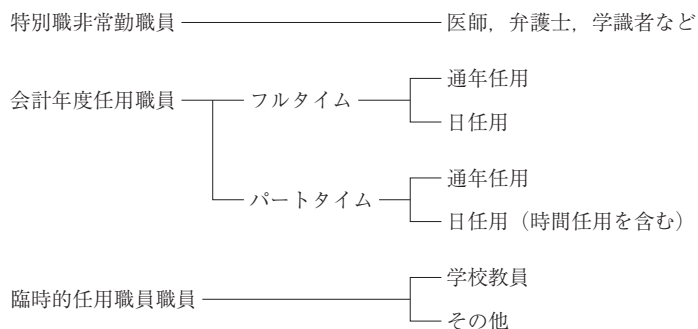 特別職非常勤職員 医師，弁護士，学識者など
会計年度任用職員 フルタイム 通年任用
日任用
パートタイム 通年任用
日任用（時間任用を含む）
臨時的任用職員職員 学校教員
その他